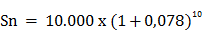 Sn = 10.000 x (1+0,078)¹⁰